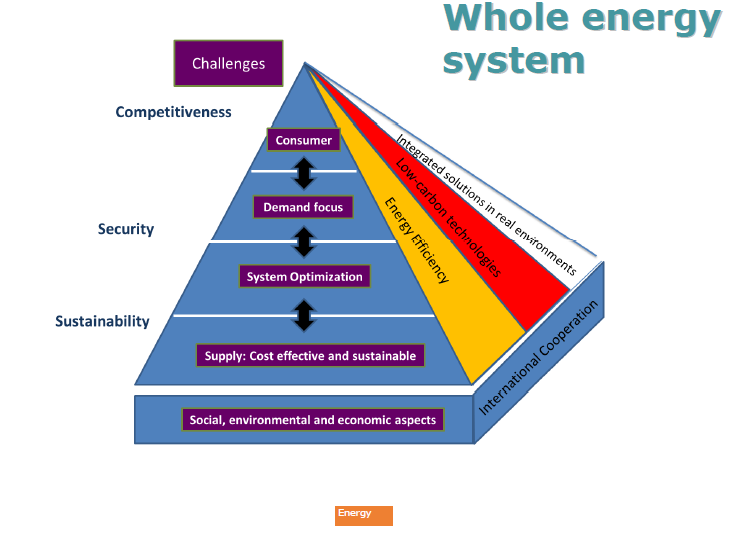 Whole energy
system
Challenges
Competitiveness
Consumer
Demand focus
Security
System Optimization
Sustainability
Supply: Cost effective and sustainable
Social, environmental and economic aspects
Energy Efficiency
Low-carbon technologies
Integrated solutions in real environments
International Cooperation
Energy